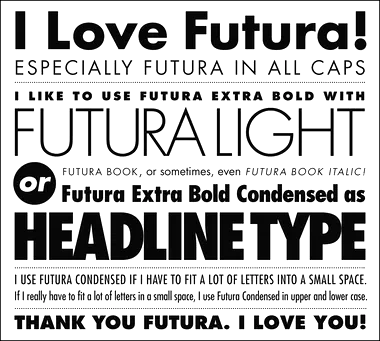 I Love Futura!
ESPECIALLY FUTURA IN ALL CAPS
I LIKE TO USE FUTURA EXTRA BOLD WITH
FUTURA LIGHT
FUTURA BOOK, or sometimes, even FUTURA BOOK ITALIC!
or Futura Extra Bold Condensed as
HEADLINE TYPE
I USE FUTURA CONDENSED IF I HAVE TO FIT A LOT OF LETTERS INTO A SMALL SPACE.
If I really have to fit a lot of letters in a small space, I use Futura Condensed in upper and lower case.
THANK YOU FUTURA. I LOVE YOU!